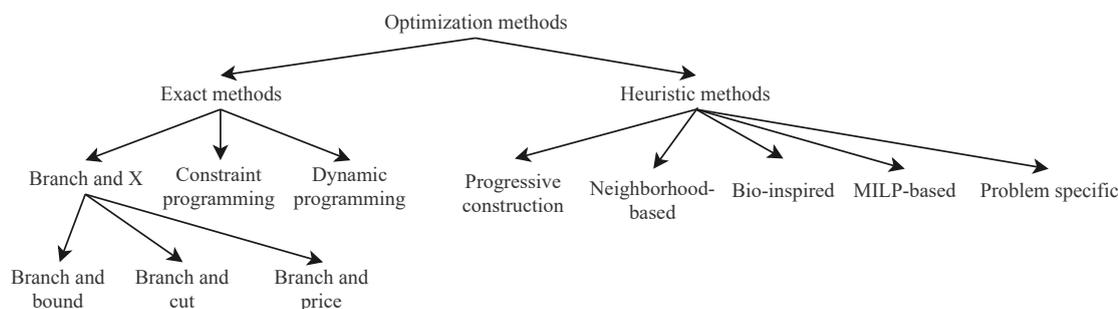 Optimization methods
Exact methods
Heuristic methods
Branch and X
Constraint
programming
Dynamic
programming
Progressive
construction
Neighborhood-
based
Bio-inspired
MILP-based
Problem specific
Branch and
bound
Branch and
cut
Branch and
price